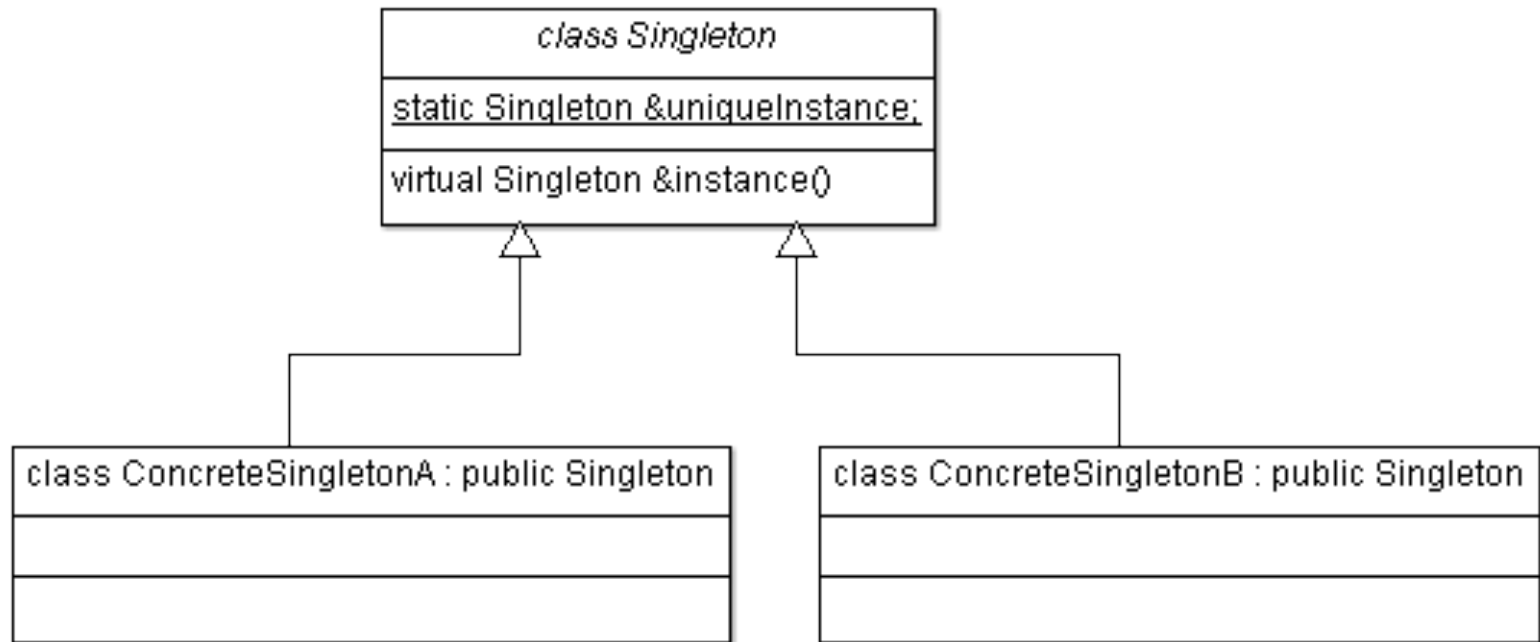 class Singleton
static Singleton &uniqueInstance;
virtual Singleton &instance()
class ConcreteSingletonA : public Singleton
class ConcreteSingletonB : public Singleton